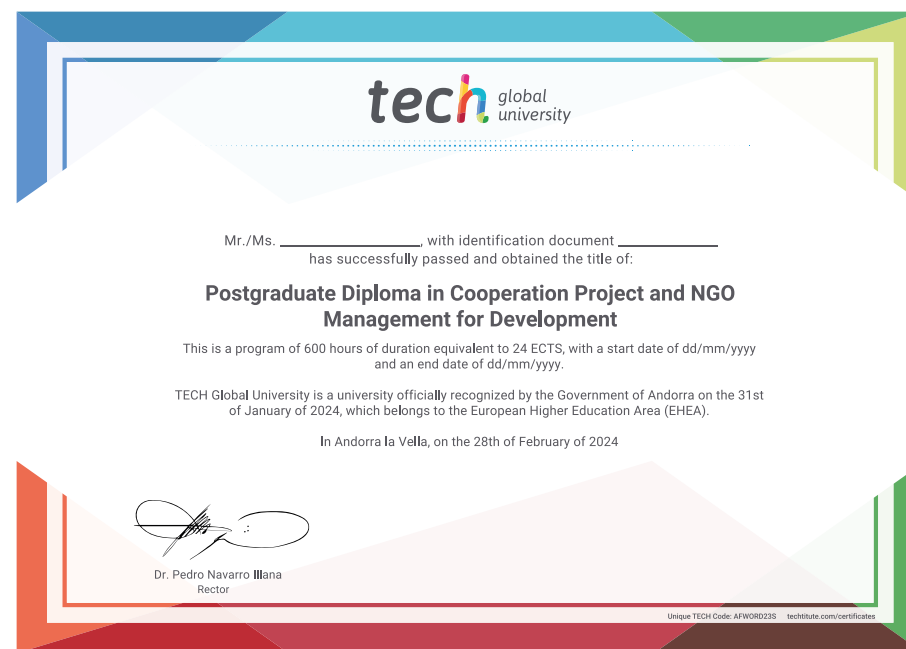 tech global university
Mr./Ms. ____________________, with identification document ______________
has successfully passed and obtained the title of:
Postgraduate Diploma in Cooperation Project and NGO
Management for Development
This is a program of 600 hours of duration equivalent to 24 ECTS, with a start date of dd/mm/yyyy
and an end date of dd/mm/yyyy.
TECH Global University is a university officially recognized by the Government of Andorra on the 31st
of January of 2024, which belongs to the European Higher Education Area (EHEA).
In Andorra la Vella, on the 28th of February of 2024
Dr. Pedro Navarro Illana
Rector
Unique TECH Code: AFWORD23S techtitute.com/certificates